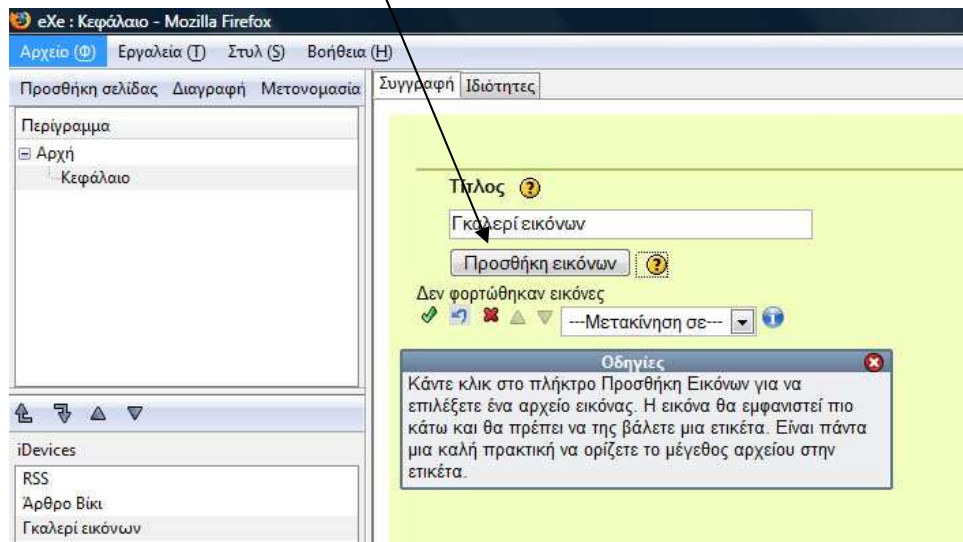 eXe : Κεφάλαιο - Mozilla Firefox
Αρχείο (Φ) Εργαλεία (T) Στυλ (S) Βοήθεια (H)
Προσθήκη σελίδας Διαγραφή Μετονομασία
Περίγραμμα
Αρχή
Κεφάλαιο
iDevices
RSS
Άρθρο Βίκι
Γκαλερί εικόνων
Συγγραφή Ιδιότητες
Τίτλος
Γκαλερί εικόνων
Προσθήκη εικόνων
Δεν φορτώθηκαν εικόνες
---Μετακίνηση σε---
Οδηγίες
Κάντε κλικ στο πλήκτρο Προσθήκη Εικόνων για να
επιλέξετε ένα αρχείο εικόνας. Η εικόνα θα εμφανιστεί πιο
κάτω και θα πρέπει να της βάλετε μια ετικέτα. Είναι πάντα
μια καλή πρακτική να ορίζετε το μέγεθος αρχείου στην
ετικέτα.